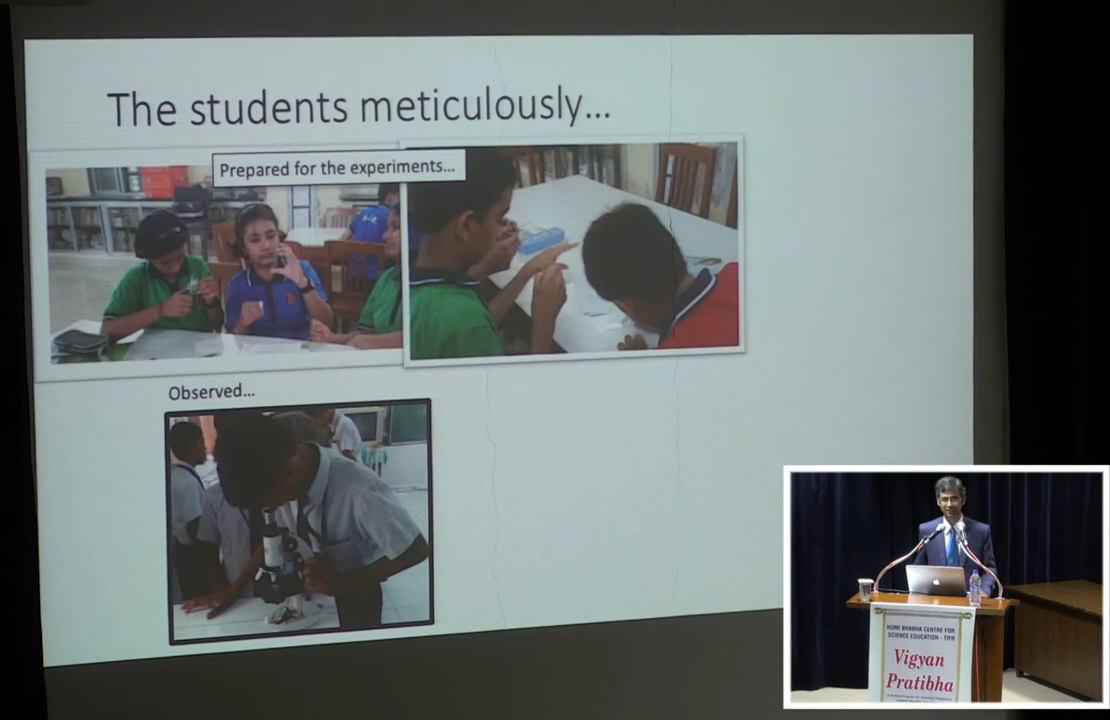 The students meticulously...
Prepared for the experiments...
Observed...
HOMI BHABHA CENTRE FOR
SCIENCE EDUCATION - TIFR
Vigyan
Pratibha